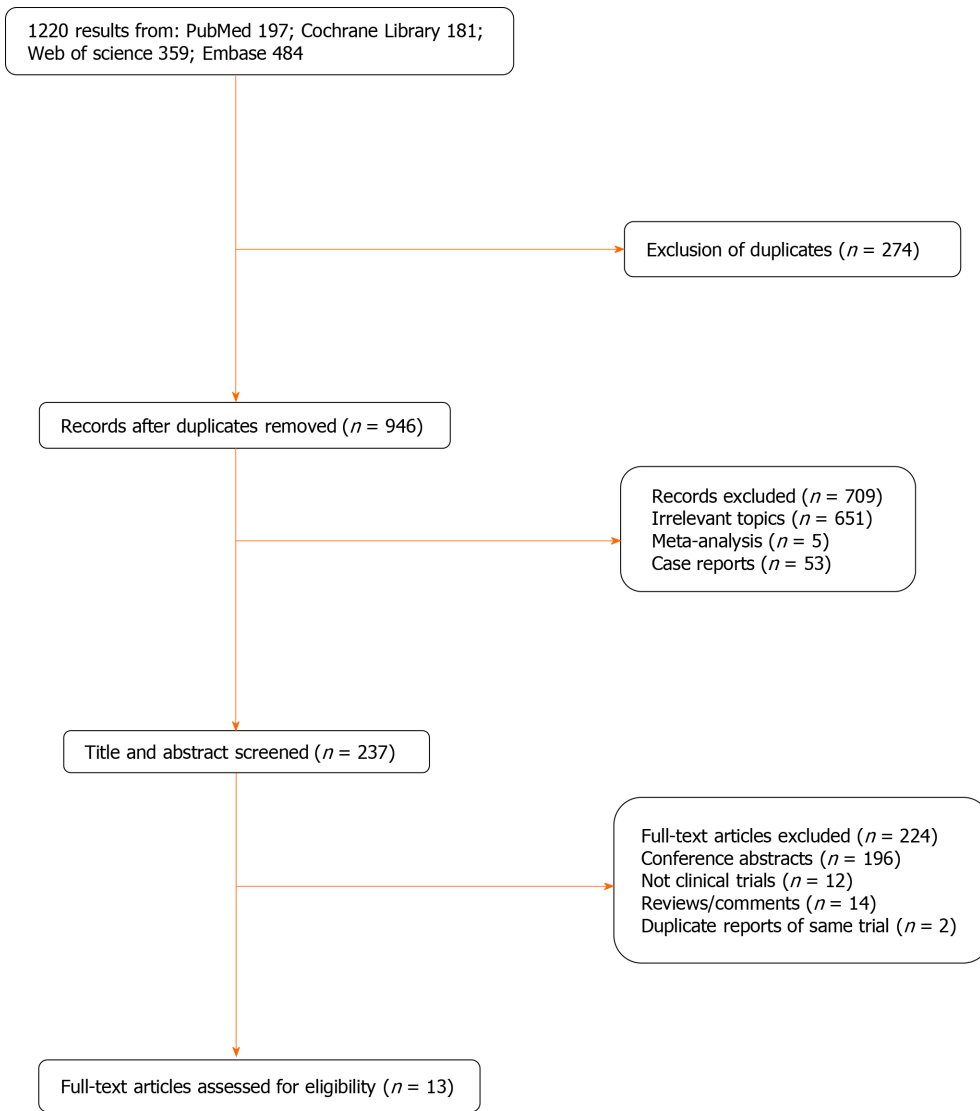 1220 results from: PubMed 197; Cochrane Library 181;
Web of science 359; Embase 484
Exclusion of duplicates (n = 274)
Records after duplicates removed (n = 946)
Records excluded (n = 709)
Irrelevant topics (n = 651)
Meta-analysis (n = 5)
Case reports (n = 53)
Title and abstract screened (n = 237)
Full-text articles excluded (n = 224)
Conference abstracts (n = 196)
Not clinical trials (n = 12)
Reviews/comments (n = 14)
Duplicate reports of same trial (n = 2)
Full-text articles assessed for eligibility (n = 13)